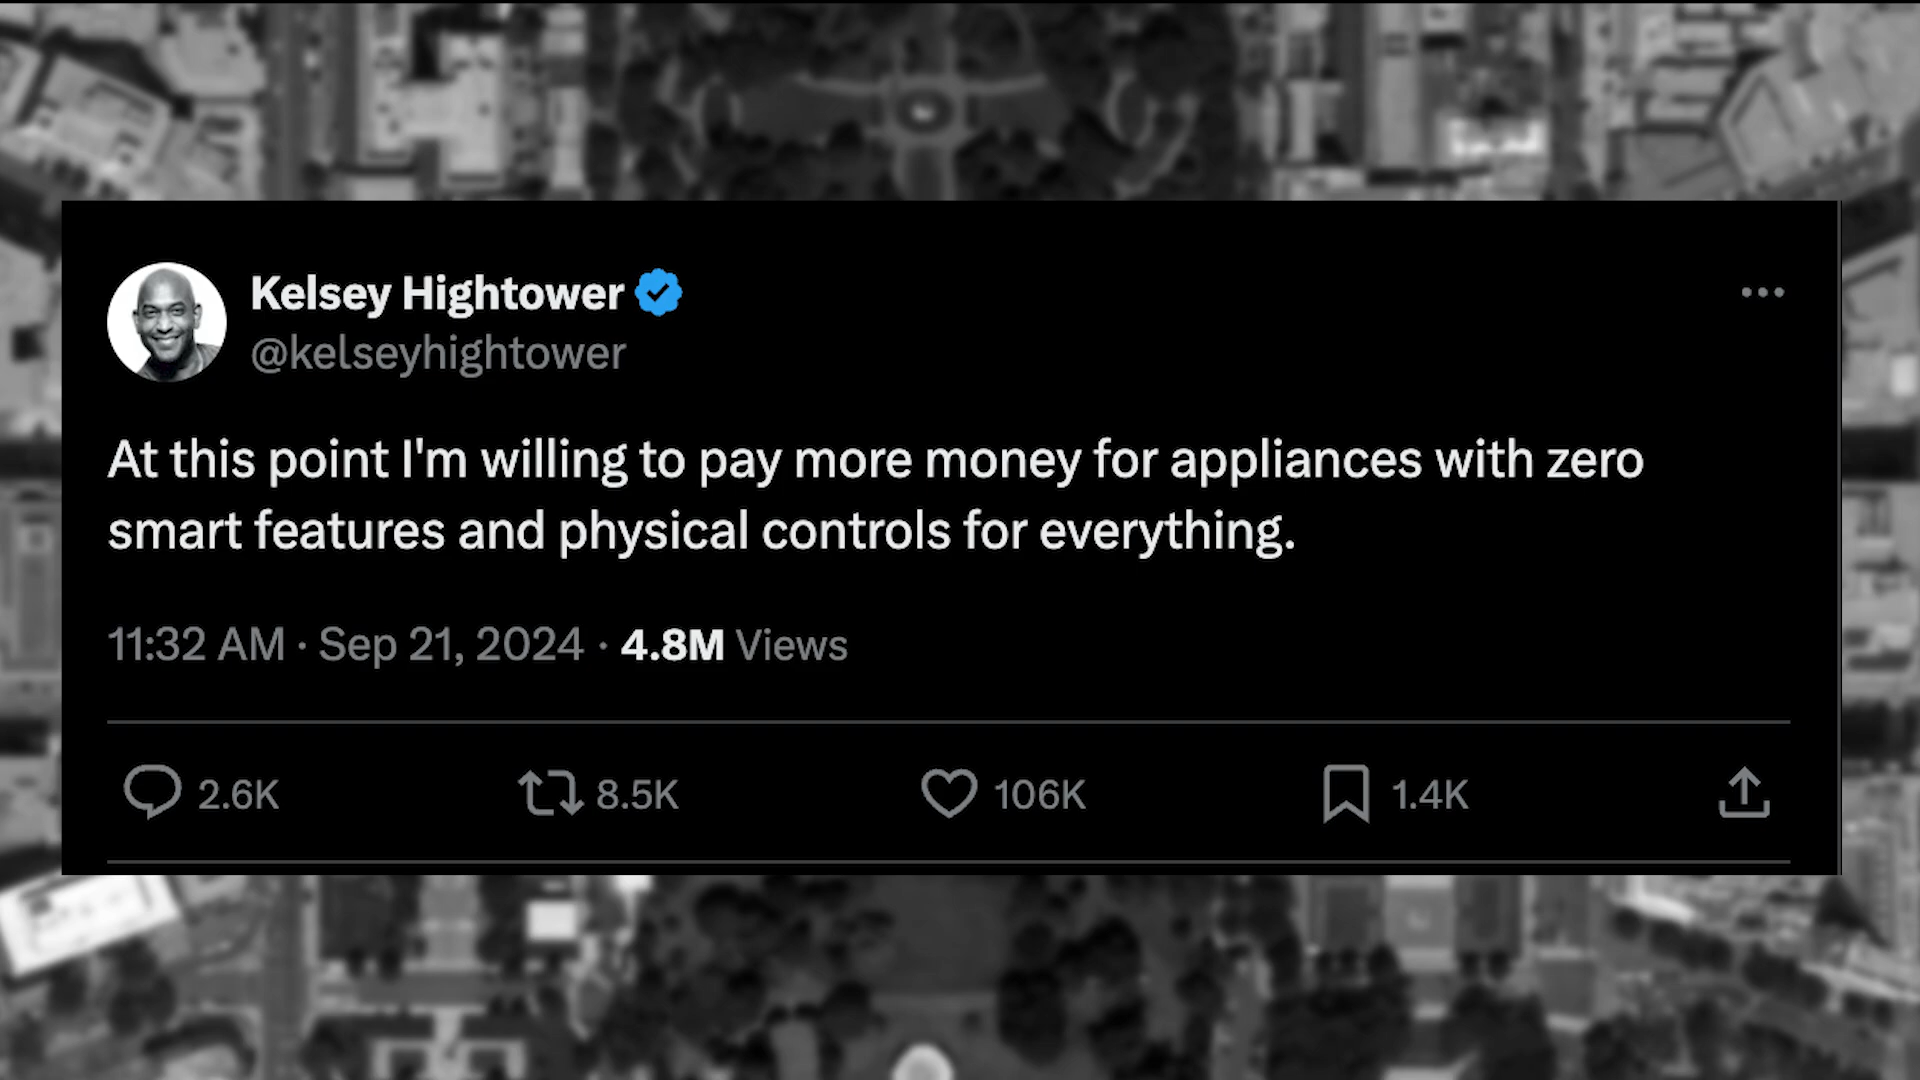 Kelsey Hightower
@kelseyhightower
At this point I'm willing to pay more money for appliances with zero
smart features and physical controls for everything.
11:32 AM · Sep 21, 2024 · 4.8M Views
2.6K 8.5K 106K 1.4K